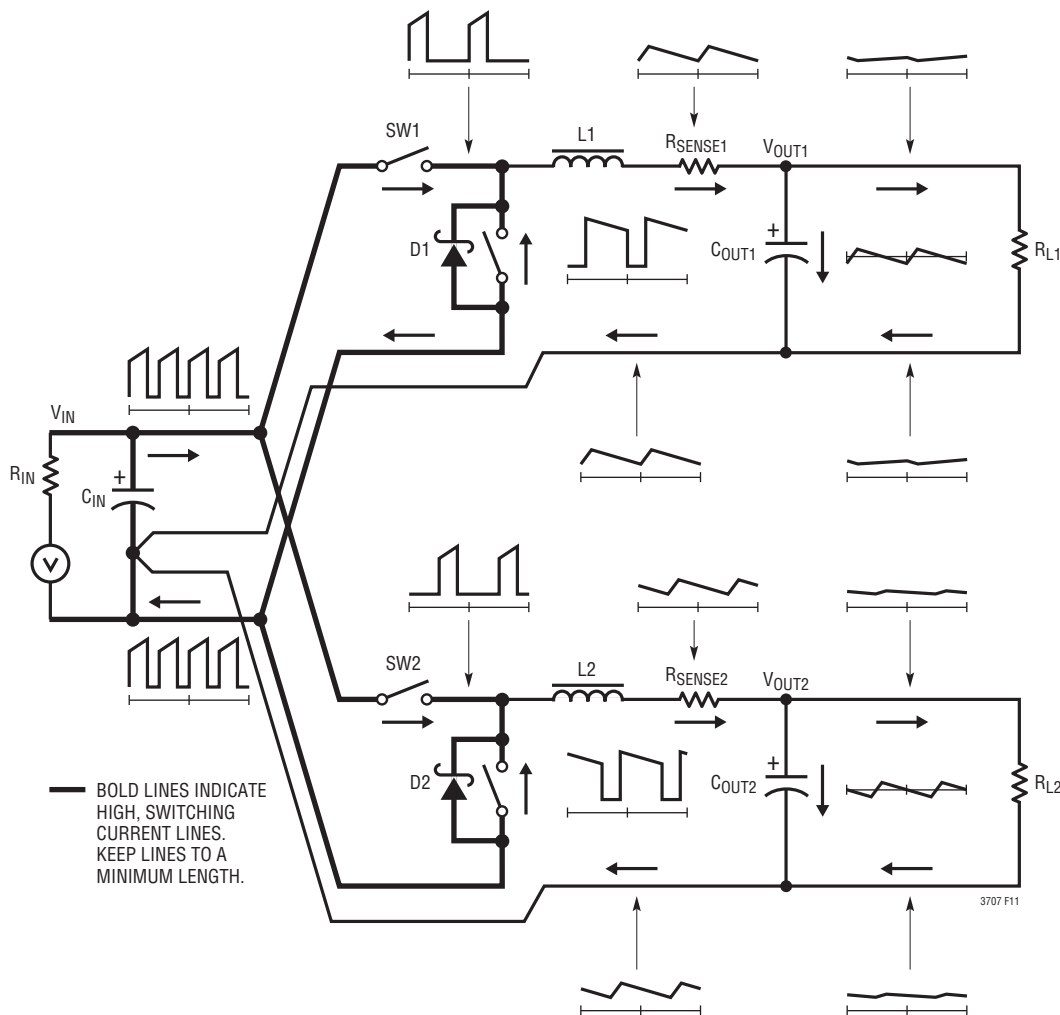 SW1
L1
RSENSE1
VOUT1
D1
COUT1
+
RL1
VIN
RIN
+
CIN
V
SW2
L2
RSENSE2
VOUT2
D2
COUT2
+
RL2
BOLD LINES INDICATE
HIGH, SWITCHING
CURRENT LINES.
KEEP LINES TO A
MINIMUM LENGTH.
3707 F11